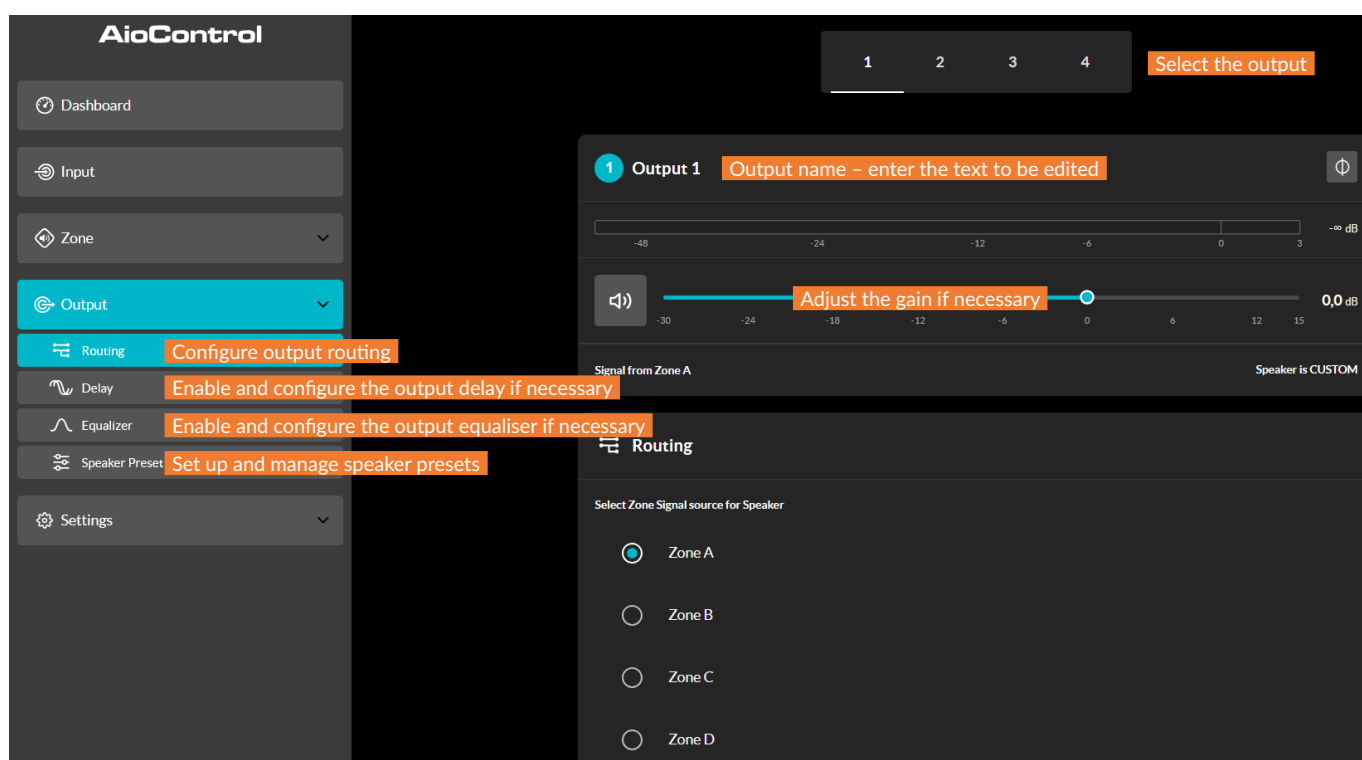 AioControl
Dashboard
Input
Zone
Output
Routing Configure output routing
Delay Enable and configure the output delay if necessary
Equalizer Enable and configure the output equaliser if necessary
Speaker Preset Set up and manage speaker presets
Settings
1 2 3 4 Select the output
1 Output 1 Output name – enter the text to be edited
-∞ dB
-48 -24 -12 -6 0 3
Adjust the gain if necessary 0,0 dB
-30 -24 -18 -12 -6 0 6 12 15
Signal from Zone A Speaker is CUSTOM
Routing
Select Zone Signal source for Speaker
Zone A
Zone B
Zone C
Zone D